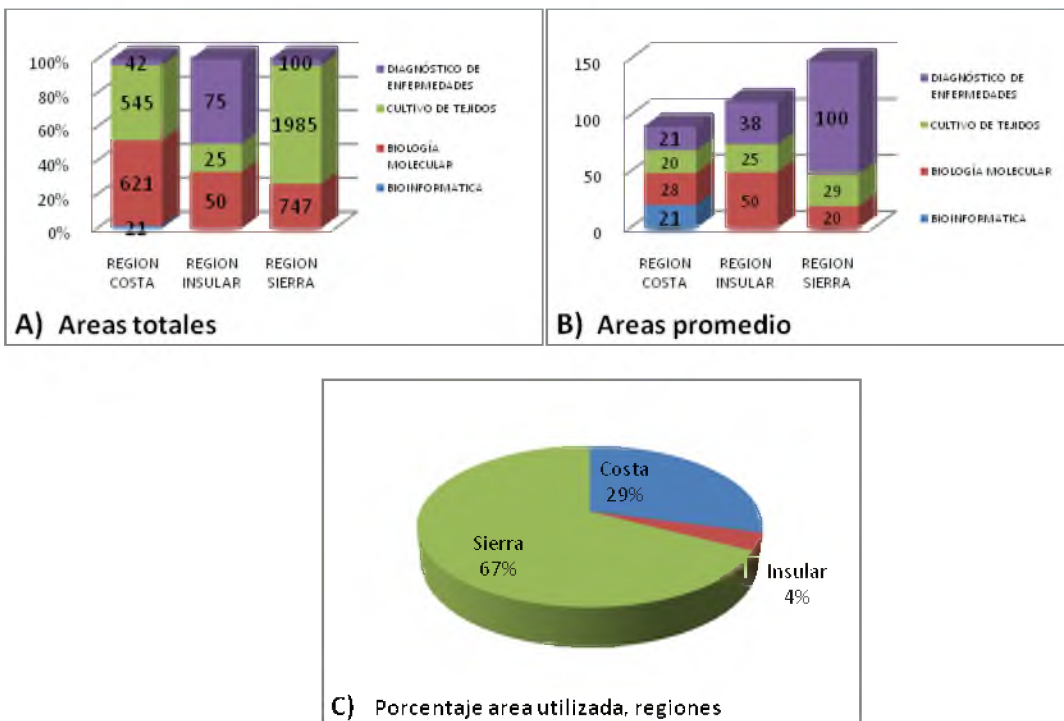 100%
80%
60%
40%
20%
0%
42
545
621
21
75
25
50
100
1985
747
REGION
COSTA
REGION
INSULAR
REGION
SIERRA
DIAGNÓSTICO DE
ENFERMEDADES
CULTIVO DE TEJIDOS
BIOLOGÍA
MOLECULAR
BIOINFORMATICA
A) Areas totales
150
100
50
0
21
20
28
21
38
25
50
100
29
20
REGION
COSTA
REGION
INSULAR
REGION
SIERRA
DIAGNÓSTICO DE
ENFERMEDADES
CULTIVO DE TEJIDOS
BIOLOGÍA MOLECULAR
BIOINFORMATICA
B) Areas promedio
Costa
29%
Sierra
67%
Insular
4%
C) Porcentaje area utilizada, regiones